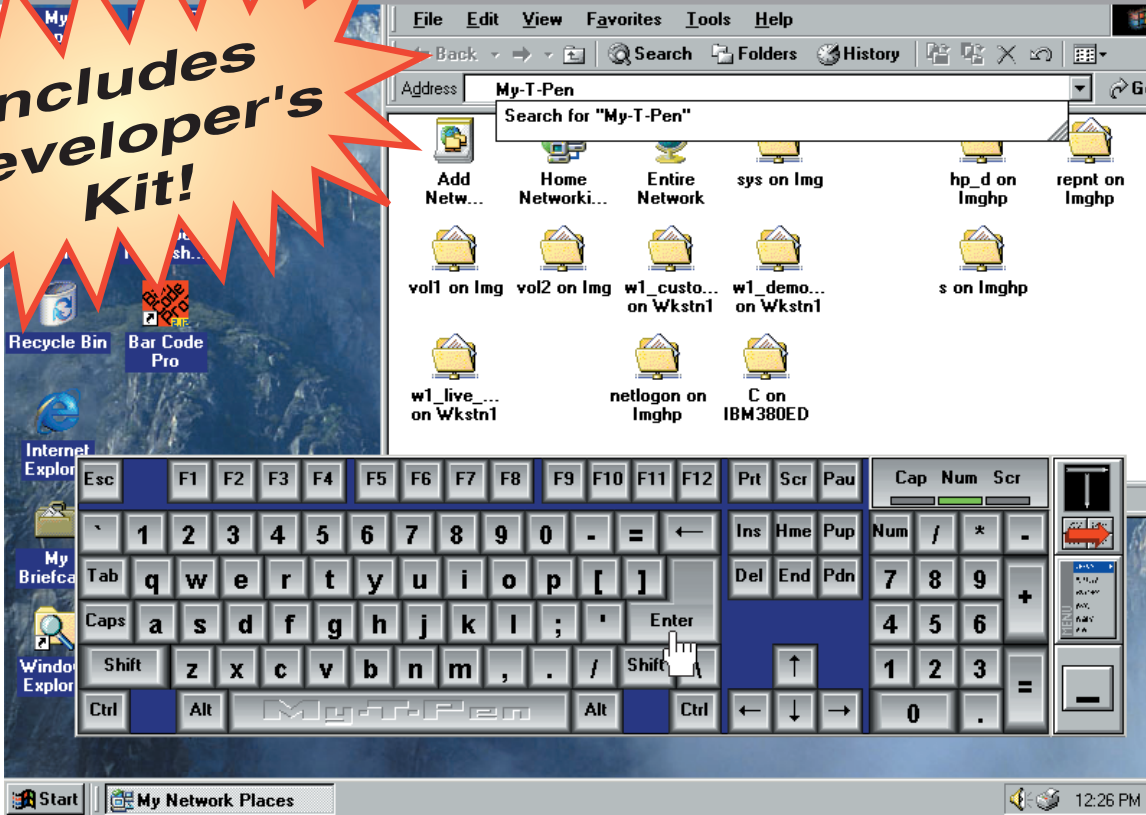 My
File Edit View Favorites Tools Help
Back Search Folders History
Includes
Developer's
Kit!
Address My-T-Pen
Search for "My-T-Pen"
Add
Netw...
Home
Networki...
Entire
Network
sys on Img
hp_d on
Imghp
repnt on
Imghp
vol1 on Img
vol2 on Img
w1_custo...
on Wkstn1
w1_demo...
on Wkstn1
s on Imghp
Recycle Bin
Bar Code
Pro
w1_live_...
on Wkstn1
netlogon on
Imghp
C on
IBM380ED
Internet
Explor
My
Briefca
Window
Explor
Esc F1 F2 F3 F4 F5 F6 F7 F8 F9 F10 F11 F12 Prt Scr Pau Cap Num Scr
` 1 2 3 4 5 6 7 8 9 0 - = ← Ins Hme Pup Num / * -
Tab q w e r t y u i o p [ ] Del End Pdn 7 8 9 +
Caps a s d f g h j k l ; ' Enter 4 5 6
Shift z x c v b n m , . / Shift \ ↑ 1 2 3 =
Ctrl Alt My-T-Pen Alt Ctrl ← ↓ → 0 .
MENU
Start My Network Places 12:26 PM